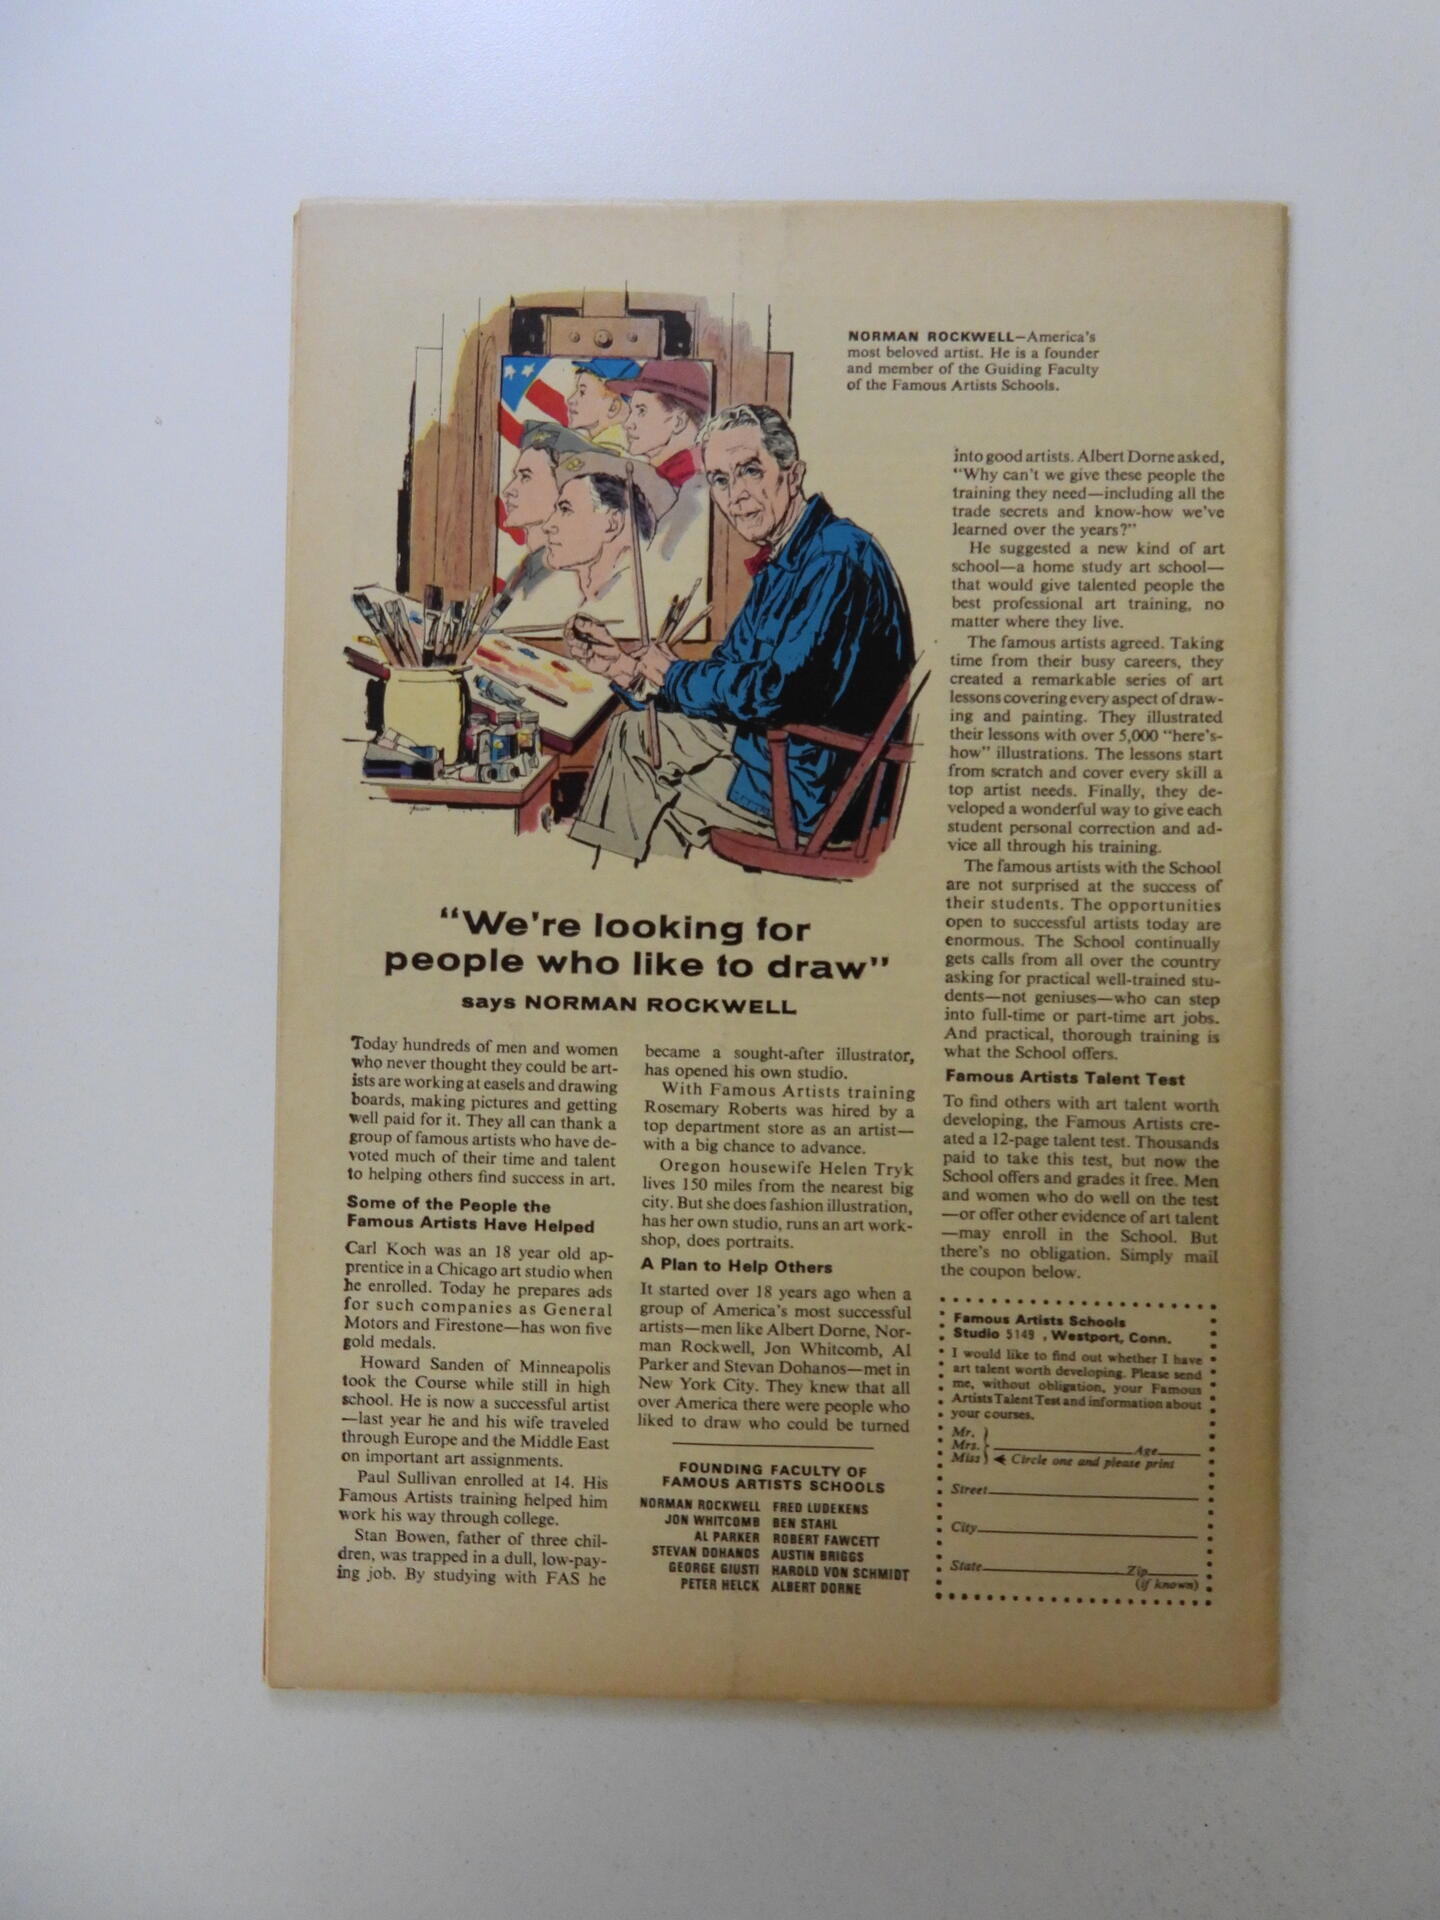 NORMAN ROCKWELL—America's
most beloved artist. He is a founder
and member of the Guiding Faculty
of the Famous Artists Schools.
"We're looking for
people who like to draw"
says NORMAN ROCKWELL
Today hundreds of men and women
who never thought they could be art-
ists are working at easels and drawing
boards, making pictures and getting
well paid for it. They all can thank a
group of famous artists who have de-
voted much of their time and talent
to helping others find success in art.
Some of the People the
Famous Artists Have Helped
Carl Koch was an 18 year old ap-
prentice in a Chicago art studio when
he enrolled. Today he prepares ads
for such companies as General
Motors and Firestone—has won five
gold medals.
Howard Sanden of Minneapolis
took the Course while still in high
school. He is now a successful artist
—last year he and his wife traveled
through Europe and the Middle East
on important art assignments.
Paul Sullivan enrolled at 14. His
Famous Artists training helped him
work his way through college.
Stan Bowen, father of three chil-
dren, was trapped in a dull, low-pay-
ing job. By studying with FAS he
became a sought-after illustrator,
has opened his own studio.
With Famous Artists training
Rosemary Roberts was hired by a
top department store as an artist—
with a big chance to advance.
Oregon housewife Helen Tryk
lives 150 miles from the nearest big
city. But she does fashion illustration,
has her own studio, runs an art work-
shop, does portraits.
A Plan to Help Others
It started over 18 years ago when a
group of America's most successful
artists—men like Albert Dorne, Nor-
man Rockwell, Jon Whitcomb, Al
Parker and Stevan Dohanos—met in
New York City. They knew that all
over America there were people who
liked to draw who could be turned
FOUNDING FACULTY OF
FAMOUS ARTISTS SCHOOLS
NORMAN ROCKWELL FRED LUDEKENS
JON WHITCOMB BEN STAHL
AL PARKER ROBERT FAWCETT
STEVAN DOHANOS AUSTIN BRIGGS
GEORGE GIUSTI HAROLD VON SCHMIDT
PETER HELCK ALBERT DORNE
into good artists. Albert Dorne asked,
"Why can't we give these people the
training they need—including all the
trade secrets and know-how we've
learned over the years?"
He suggested a new kind of art
school—a home study art school—
that would give talented people the
best professional art training, no
matter where they live.
The famous artists agreed. Taking
time from their busy careers, they
created a remarkable series of art
lessons covering every aspect of draw-
ing and painting. They illustrated
their lessons with over 5,000 "here's-
how" illustrations. The lessons start
from scratch and cover every skill a
top artist needs. Finally, they de-
veloped a wonderful way to give each
student personal correction and ad-
vice all through his training.
The famous artists with the School
are not surprised at the success of
their students. The opportunities
open to successful artists today are
enormous. The School continually
gets calls from all over the country
asking for practical well-trained stu-
dents—not geniuses—who can step
into full-time or part-time art jobs.
And practical, thorough training is
what the School offers.
Famous Artists Talent Test
To find others with art talent worth
developing, the Famous Artists cre-
ated a 12-page talent test. Thousands
paid to take this test, but now the
School offers and grades it free. Men
and women who do well on the test
—or offer other evidence of art talent
—may enroll in the School. But
there's no obligation. Simply mail
the coupon below.
Famous Artists Schools
Studio 5149 , Westport, Conn.
I would like to find out whether I have
art talent worth developing. Please send
me, without obligation, your Famous
Artists Talent Test and information about
your courses.
Mr.
Mrs. Age
Miss Circle one and please print
Street
City
State Zip
(if known)